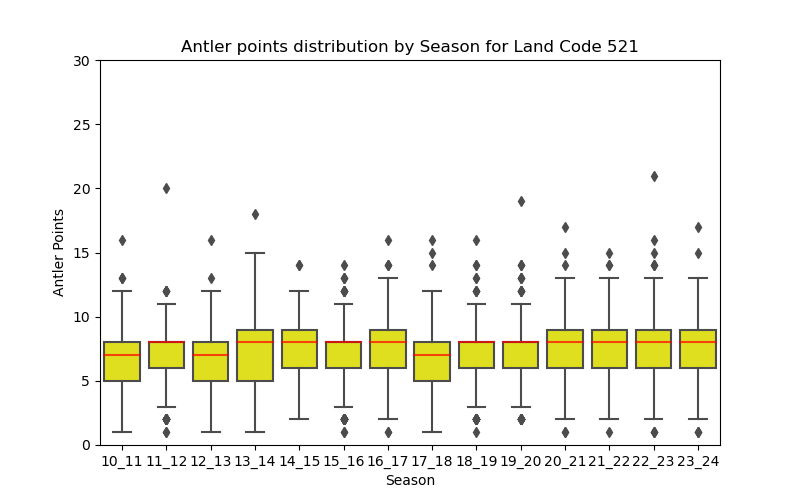 Antler points distribution by Season for Land Code 521
30
25
20
15
10
5
0
Antler Points
10_11 11_12 12_13 13_14 14_15 15_16 16_17 17_18 18_19 19_20 20_21 21_22 22_23 23_24
Season